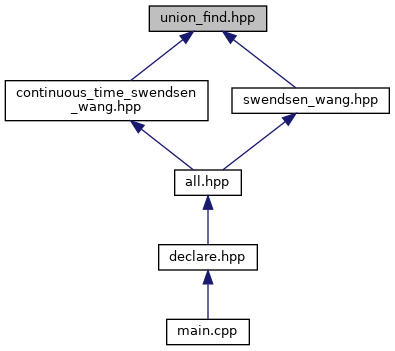 union_find.hpp
continuous_time_swendsen
_wang.hpp
swendsen_wang.hpp
all.hpp
declare.hpp
main.cpp